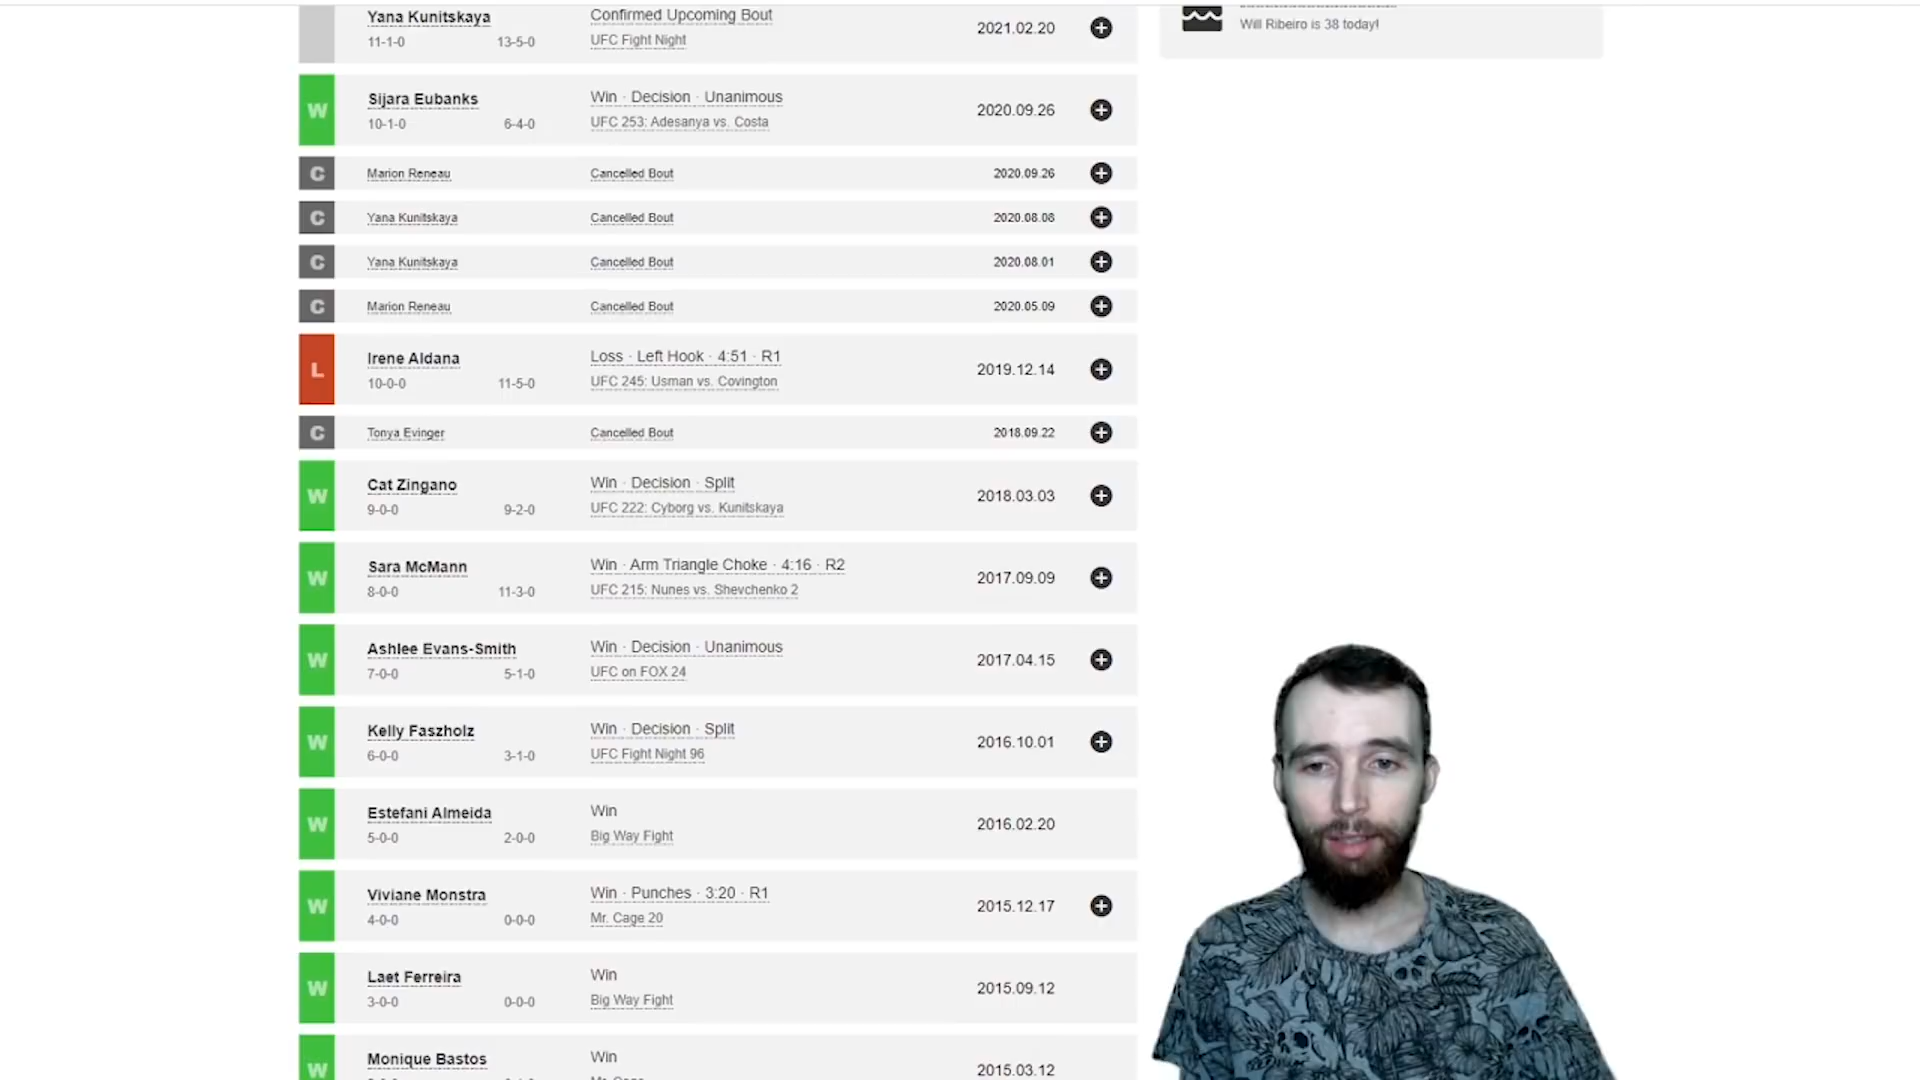 Yana Kunitskaya
Confirmed Upcoming Bout
11-1-0 13-5-0
UFC Fight Night
2021.02.20
Will Ribeiro is 38 today!
W
Sijara Eubanks
Win · Decision · Unanimous
10-1-0 6-4-0
UFC 253: Adesanya vs. Costa
2020.09.26
C Marion Reneau Cancelled Bout 2020.09.26
C Yana Kunitskaya Cancelled Bout 2020.08.08
C Yana Kunitskaya Cancelled Bout 2020.08.01
C Marion Reneau Cancelled Bout 2020.05.09
L
Irene Aldana
Loss · Left Hook · 4:51 · R1
10-0-0 11-5-0
UFC 245: Usman vs. Covington
2019.12.14
C Tonya Evinger Cancelled Bout 2018.09.22
W
Cat Zingano
Win · Decision · Split
9-0-0 9-2-0
UFC 222: Cyborg vs. Kunitskaya
2018.03.03
W
Sara McMann
Win · Arm Triangle Choke · 4:16 · R2
8-0-0 11-3-0
UFC 215: Nunes vs. Shevchenko 2
2017.09.09
W
Ashlee Evans-Smith
Win · Decision · Unanimous
7-0-0 5-1-0
UFC on FOX 24
2017.04.15
W
Kelly Faszholz
Win · Decision · Split
6-0-0 3-1-0
UFC Fight Night 96
2016.10.01
W
Estefani Almeida
Win
5-0-0 2-0-0
Big Way Fight
2016.02.20
W
Viviane Monstra
Win · Punches · 3:20 · R1
4-0-0 0-0-0
Mr. Cage 20
2015.12.17
W
Laet Ferreira
Win
3-0-0 0-0-0
Big Way Fight
2015.09.12
W
Monique Bastos
Win
2015.03.12